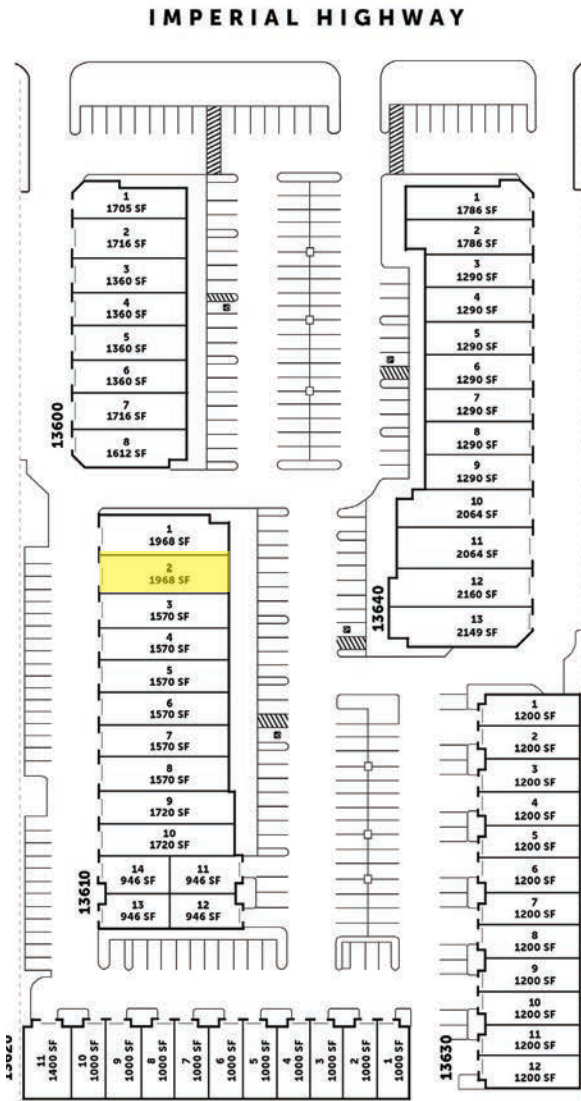 IMPERIAL HIGHWAY
13600
1
1705 SF
2
1716 SF
3
1360 SF
4
1360 SF
5
1360 SF
6
1360 SF
7
1716 SF
8
1612 SF
13640
1
1786 SF
2
1786 SF
3
1290 SF
4
1290 SF
5
1290 SF
6
1290 SF
7
1290 SF
8
1290 SF
9
1290 SF
10
2064 SF
11
2064 SF
12
2160 SF
13
2149 SF
13610
1
1968 SF
2
1968 SF
3
1570 SF
4
1570 SF
5
1570 SF
6
1570 SF
7
1570 SF
8
1570 SF
9
1720 SF
10
1720 SF
14
946 SF
11
946 SF
13
946 SF
12
946 SF
13630
1
1200 SF
2
1200 SF
3
1200 SF
4
1200 SF
5
1200 SF
6
1200 SF
7
1200 SF
8
1200 SF
9
1200 SF
10
1200 SF
11
1200 SF
12
1200 SF
13620
11
1400 SF
10
1000 SF
9
1000 SF
8
1000 SF
7
1000 SF
6
1000 SF
5
1000 SF
4
1000 SF
3
1000 SF
2
1000 SF
1
1000 SF